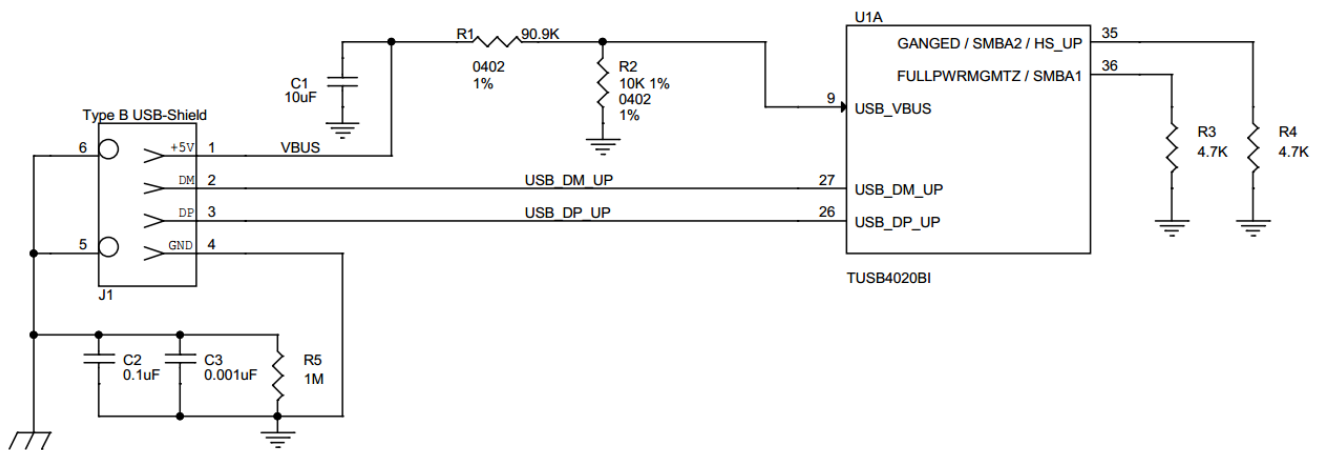 U1A
R1 90.9K
0402
1%
GANGED / SMBA2 / HS_UP
35
FULLPWRMGMTZ / SMBA1
36
C1
10uF
R2
10K 1%
0402
1%
9
USB_VBUS
Type B USB-Shield
R3
4.7K
R4
4.7K
6
+5V
1
VBUS
DM
2
USB_DM_UP
27
USB_DM_UP
DP
3
USB_DP_UP
26
USB_DP_UP
5
GND
4
J1
TUSB4020BI
C2
0.1uF
C3
0.001uF
R5
1M